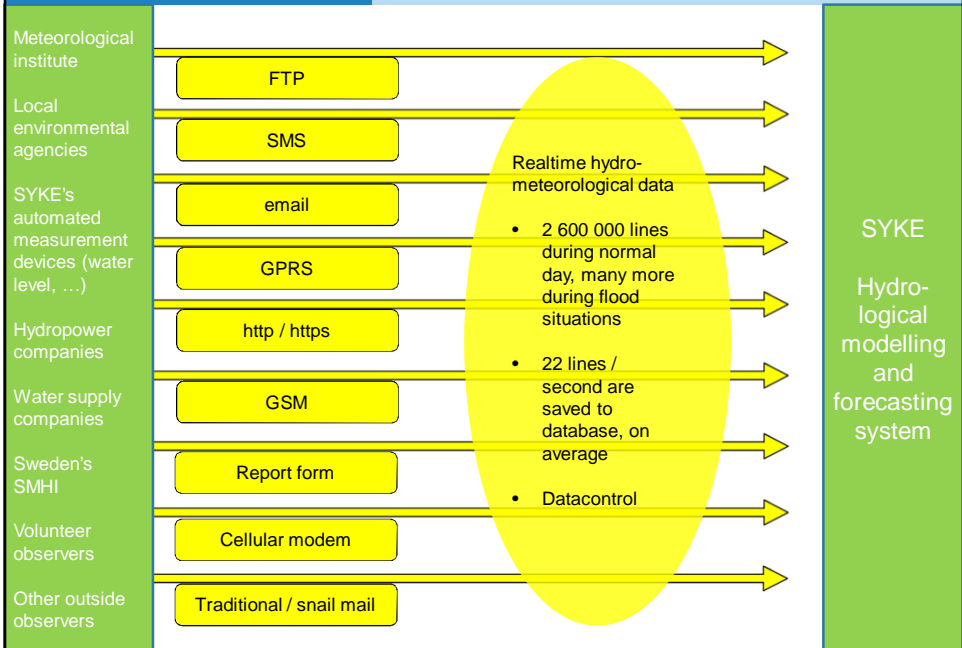 Meteorological
institute
Local
environmental
agencies
SYKE's
automated
measurement
devices (water
level, …)
Hydropower
companies
Water supply
companies
Sweden's
SMHI
Volunteer
observers
Other outside
observers
FTP
SMS
email
GPRS
http / https
GSM
Report form
Cellular modem
Traditional / snail mail
Realtime hydro-
meteorological data
• 2 600 000 lines
during normal
day, many more
during flood
situations
• 22 lines /
second are
saved to
database, on
average
• Datacontrol
SYKE
Hydro-
logical
modelling
and
forecasting
system